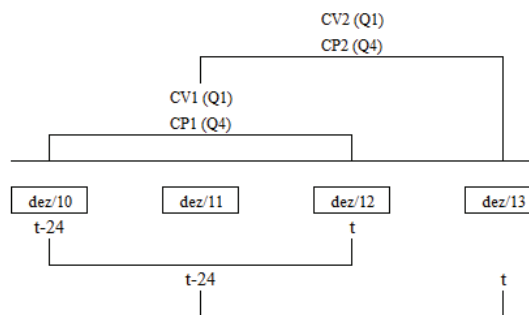 CV2 (Q1)
CP2 (Q4)
CV1 (Q1)
CP1 (Q4)
dez/10 dez/11 dez/12 dez/13
t-24 t
t-24 t